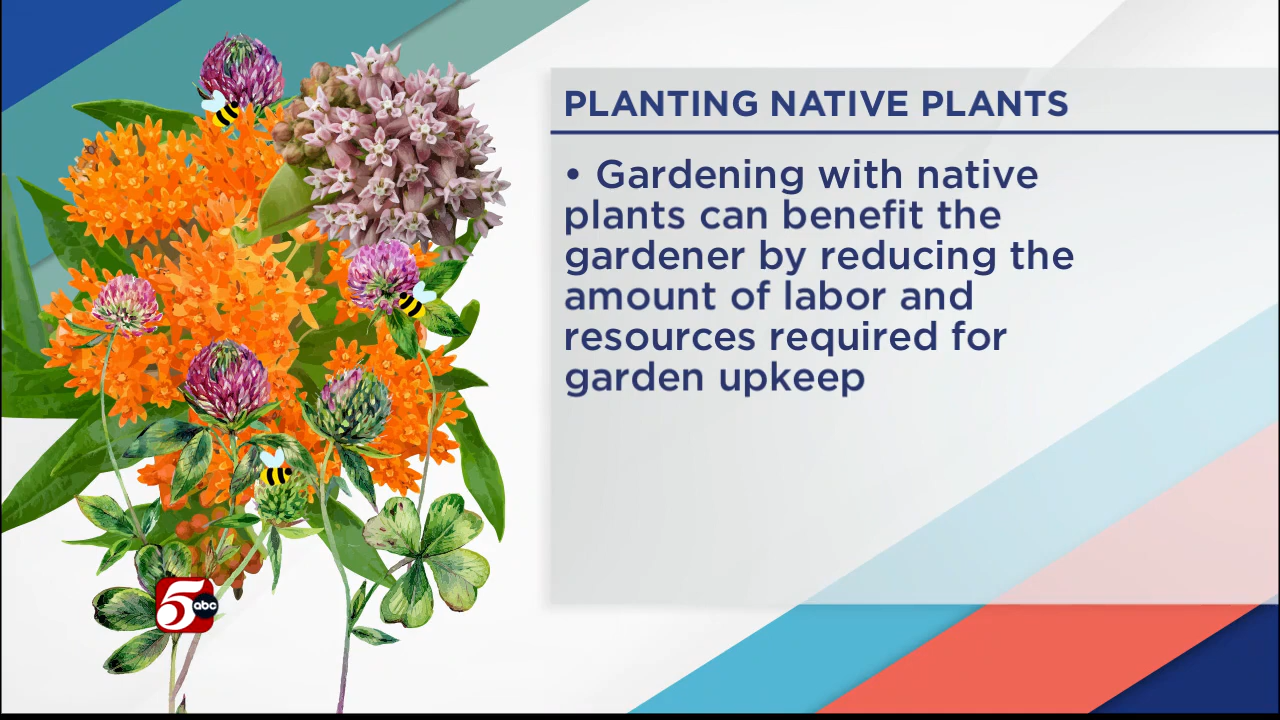 PLANTING NATIVE PLANTS
• Gardening with native
plants can benefit the
gardener by reducing the
amount of labor and
resources required for
garden upkeep
5 abc